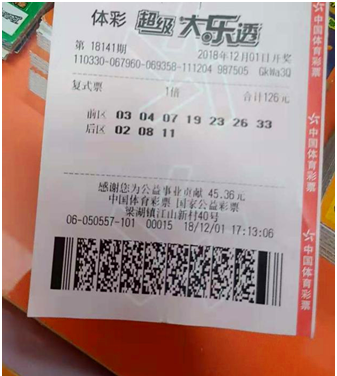 体彩 超级大乐透
第 18141期 2018年12月01日开奖
110330-067960-069358-111204 987505 GkWa3Q
复式票 1倍 合计126元
前区 03 04 07 19 23 26 33
后区 02 08 11
感谢您为公益事业贡献 45.36元
中国体育彩票 国家公益彩票
梁湖镇江山新村40号
06-050557-101 00015 18/12/01 17:13:06
中国体育彩票
中国体育彩票
中国体育彩票